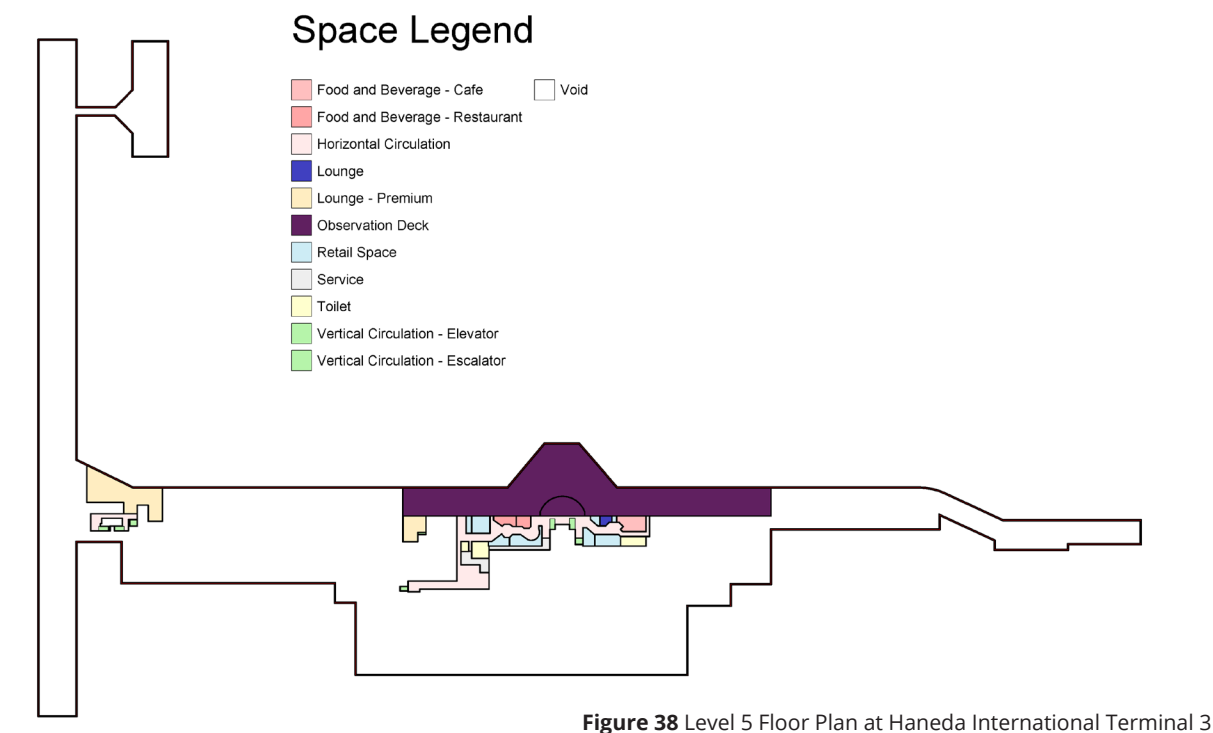 Space Legend
Food and Beverage - Cafe
Void
Food and Beverage - Restaurant
Horizontal Circulation
Lounge
Lounge - Premium
Observation Deck
Retail Space
Service
Toilet
Vertical Circulation - Elevator
Vertical Circulation - Escalator
Figure 38 Level 5 Floor Plan at Haneda International Terminal 3